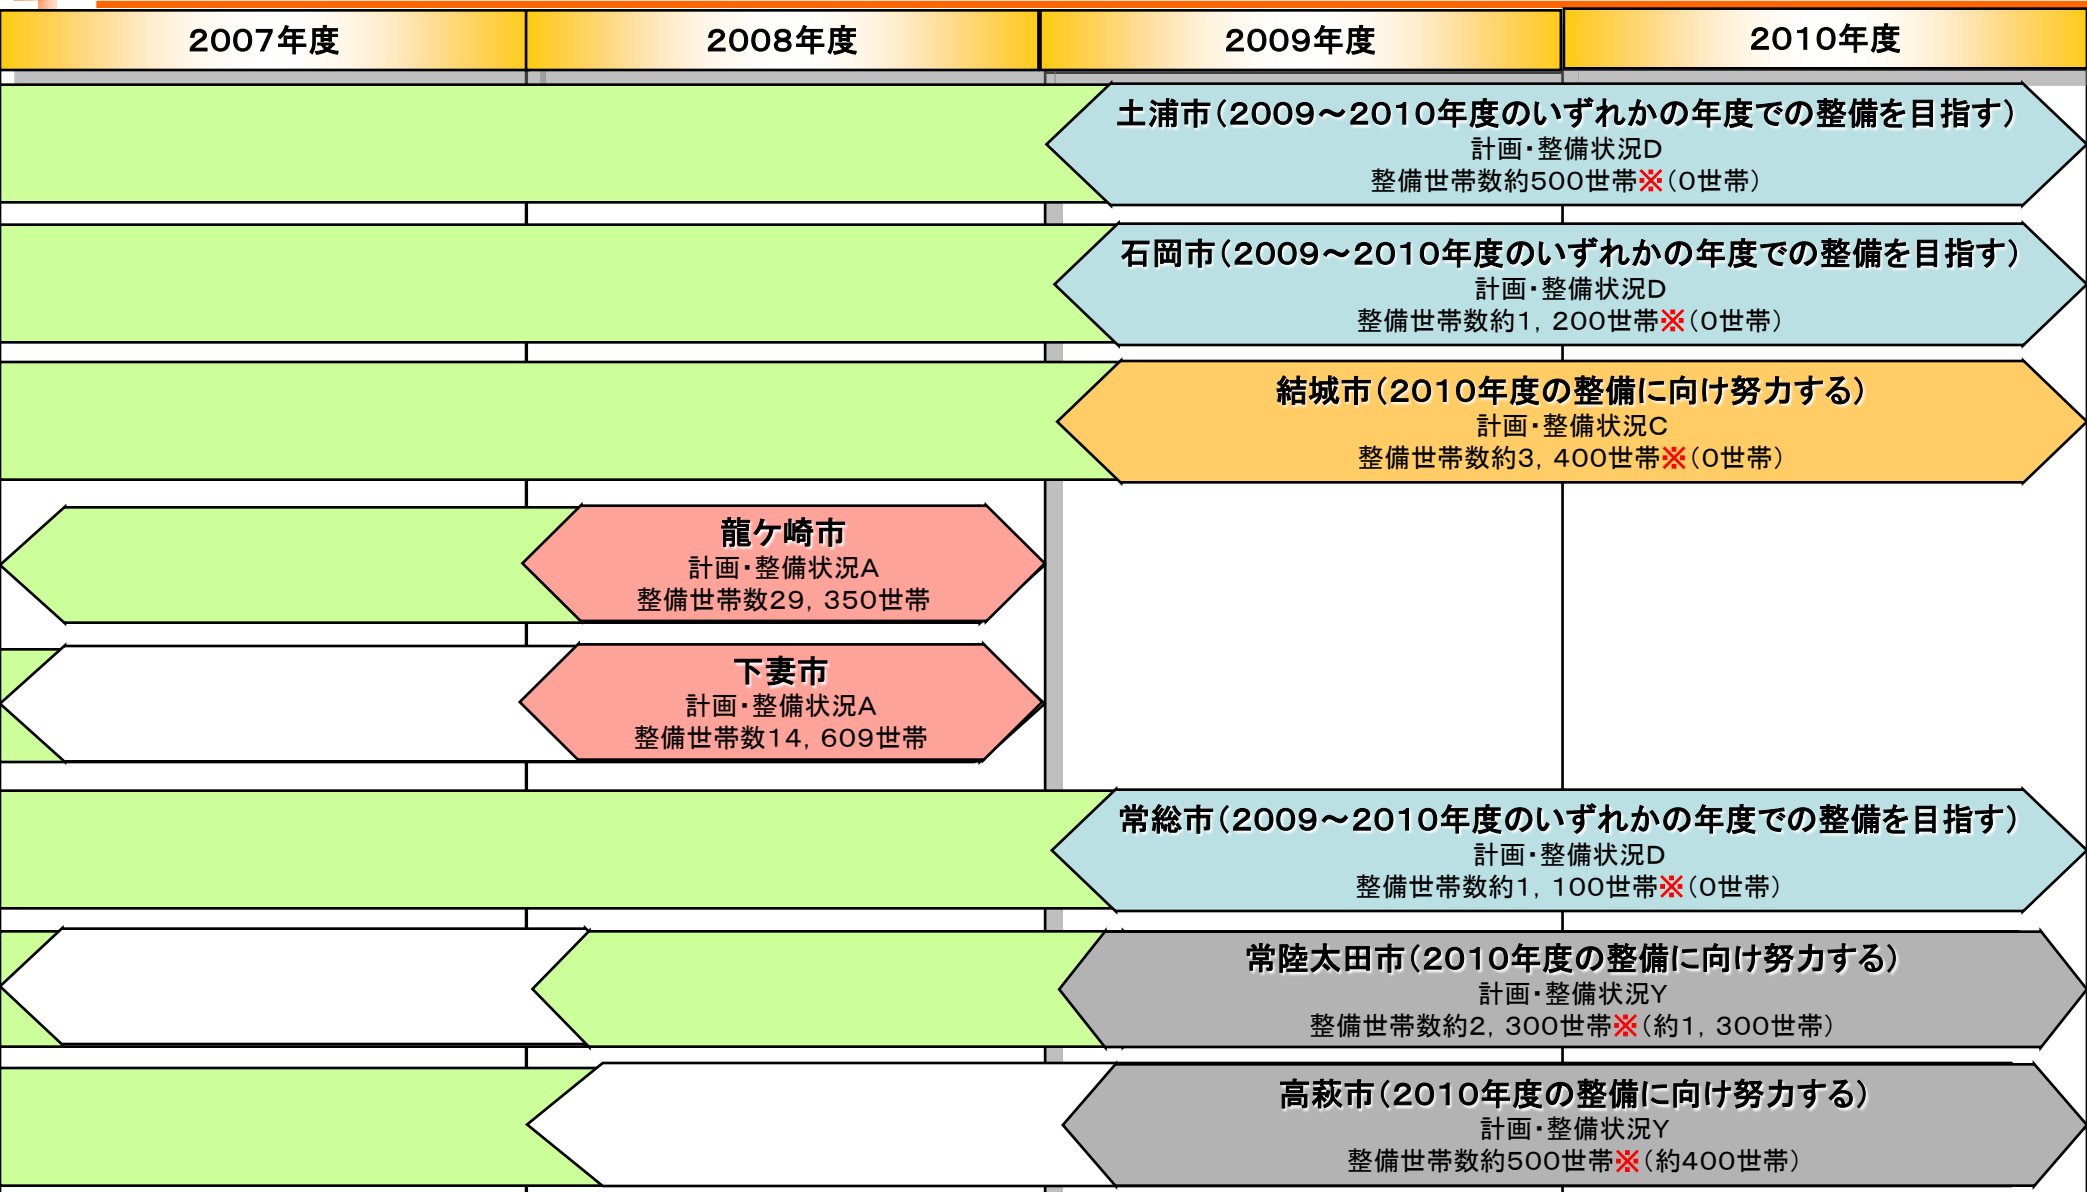 2007年度
2008年度
2009年度
2010年度
土浦市(2009～2010年度のいずれかの年度での整備を目指す)
計画・整備状況D
整備世帯数約500世帯※(0世帯)
石岡市(2009～2010年度のいずれかの年度での整備を目指す)
計画・整備状況D
整備世帯数約1,200世帯※(0世帯)
結城市(2010年度の整備に向け努力する)
計画・整備状況C
整備世帯数約3,400世帯※(0世帯)
龍ケ崎市
計画・整備状況A
整備世帯数29,350世帯
下妻市
計画・整備状況A
整備世帯数14,609世帯
常総市(2009～2010年度のいずれかの年度での整備を目指す)
計画・整備状況D
整備世帯数約1,100世帯※(0世帯)
常陸太田市(2010年度の整備に向け努力する)
計画・整備状況Y
整備世帯数約2,300世帯※(約1,300世帯)
高萩市(2010年度の整備に向け努力する)
計画・整備状況Y
整備世帯数約500世帯※(約400世帯)